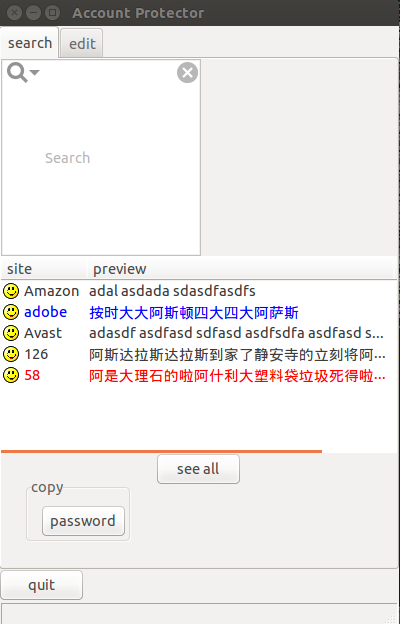 Account Protector
search edit
Search
site preview
Amazon adal asdada sdasdfasdfs
adobe 按时大大阿斯顿四大四大阿萨斯
Avast adasdf asdfasd sdfasd asdfsdfa asdfasd s...
126 阿斯达拉斯达拉斯到家了静安寺的立刻将阿...
58 阿是大理石的啦阿什利大塑料袋垃圾死得啦...
see all
copy
password
quit